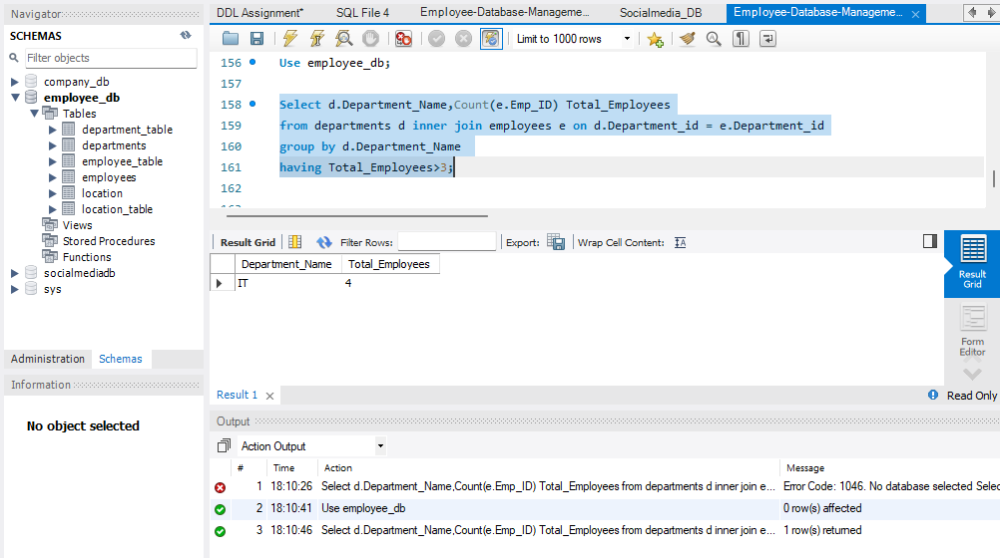 Navigator
SCHEMAS
Filter objects
company_db
employee_db
Tables
department_table
departments
employee_table
employees
location
location_table
Views
Stored Procedures
Functions
socialmediadb
sys
Administration Schemas
Information
No object selected
DDL Assignment* SQL File 4 Employee-Database-Manageme... Socialmedia_DB Employee-Database-Manageme...
Limit to 1000 rows
156 Use employee_db;
157
158 Select d.Department_Name,Count(e.Emp_ID) Total_Employees
159 from departments d inner join employees e on d.Department_id = e.Department_id
160 group by d.Department_Name
161 having Total_Employees>3;
162
Result Grid Filter Rows: Export: Wrap Cell Content:
Department_Name Total_Employees
IT 4
Result Grid
Form Editor
Result 1
Read Only
Output
Action Output
# Time Action Message
1 18:10:26 Select d.Department_Name,Count(e.Emp_ID) Total_Employees from departments d inner join e... Error Code: 1046. No database selected Selec
2 18:10:41 Use employee_db 0 row(s) affected
3 18:10:46 Select d.Department_Name,Count(e.Emp_ID) Total_Employees from departments d inner join e... 1 row(s) returned